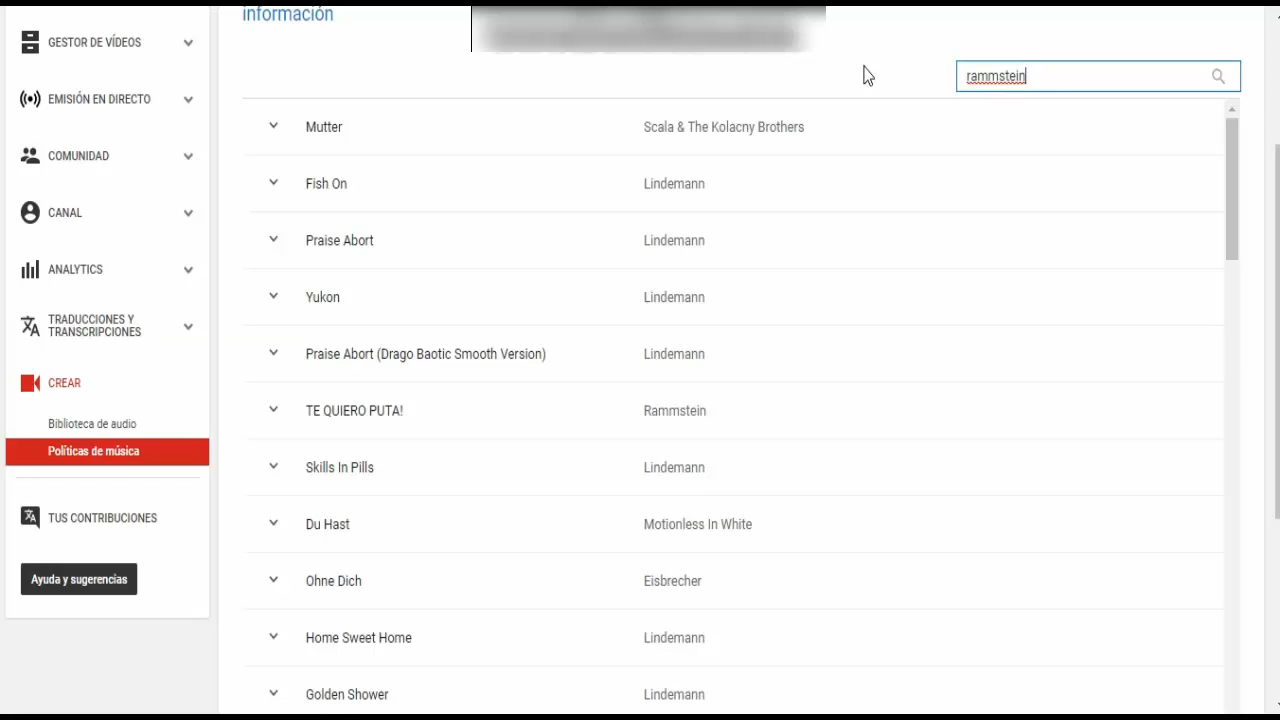 información
GESTOR DE VÍDEOS
EMISIÓN EN DIRECTO
COMUNIDAD
CANAL
ANALYTICS
TRADUCCIONES Y
TRANSCRIPCIONES
CREAR
Biblioteca de audio
Políticas de música
TUS CONTRIBUCIONES
Ayuda y sugerencias
rammstein
Mutter Scala & The Kolacny Brothers
Fish On Lindemann
Praise Abort Lindemann
Yukon Lindemann
Praise Abort (Drago Baotic Smooth Version) Lindemann
TE QUIERO PUTA! Rammstein
Skills In Pills Lindemann
Du Hast Motionless In White
Ohne Dich Eisbrecher
Home Sweet Home Lindemann
Golden Shower Lindemann